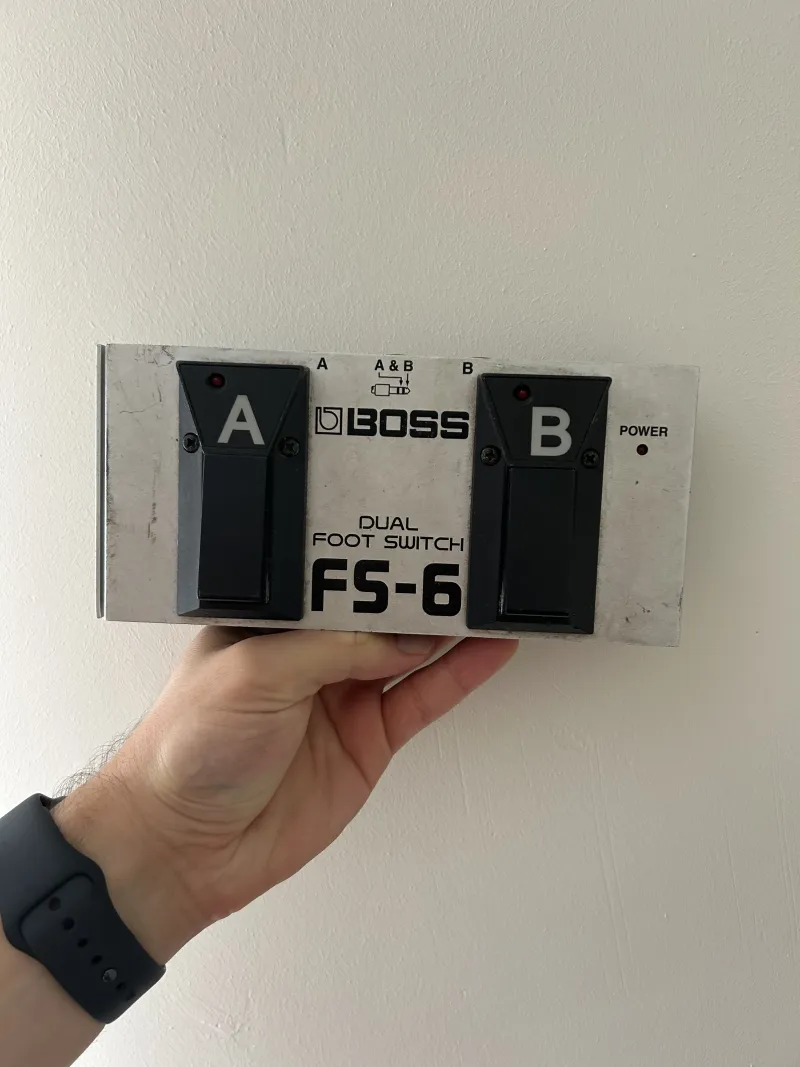 A
A & B
B
A
BOSS
B
POWER
DUAL
FOOT SWITCH
FS-6